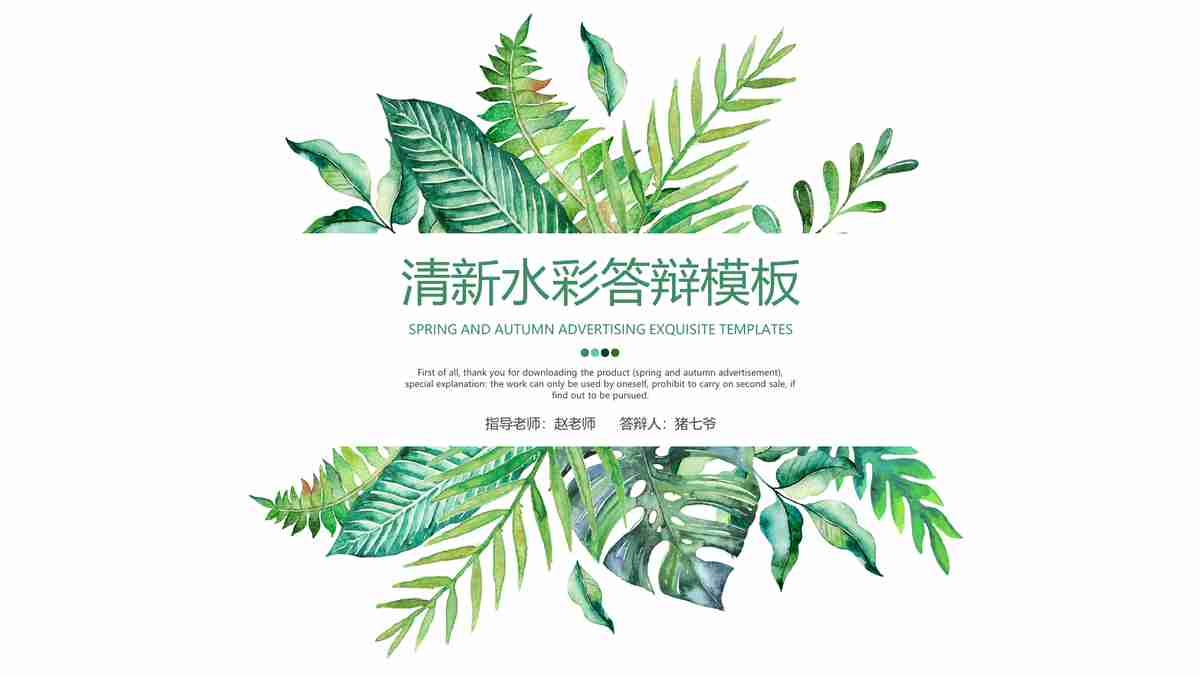 清新水彩答辩模板
SPRING AND AUTUMN ADVERTISING EXQUISITE TEMPLATES
First of all, thank you for downloading the product (spring and autumn advertisement),
special explanation: the work can only be used by oneself, prohibit to carry on second sale, if
find out to be pursued.
指导老师：赵老师 答辩人：猪七爷